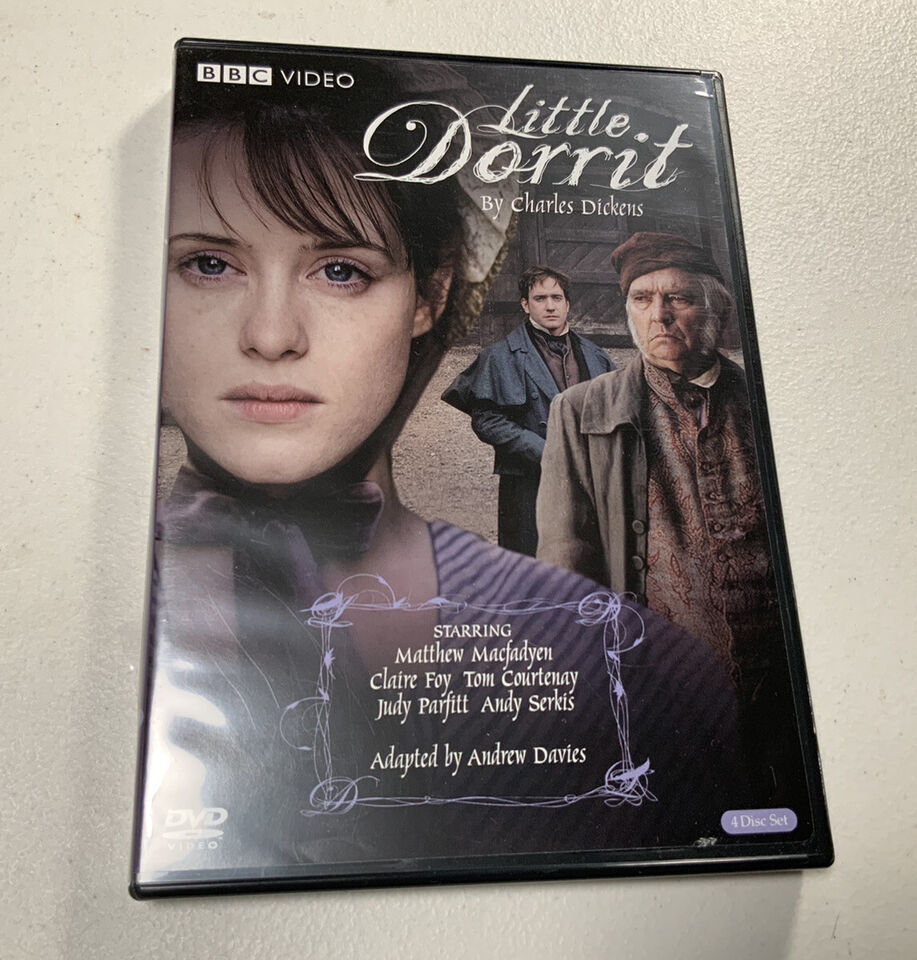 BBC VIDEO
Little
Dorrit
By Charles Dickens
STARRING
Matthew Macfadyen
Claire Foy Tom Courtenay
Judy Parfitt Andy Serkis
Adapted by Andrew Davies
DVD
VIDEO
4 Disc Set